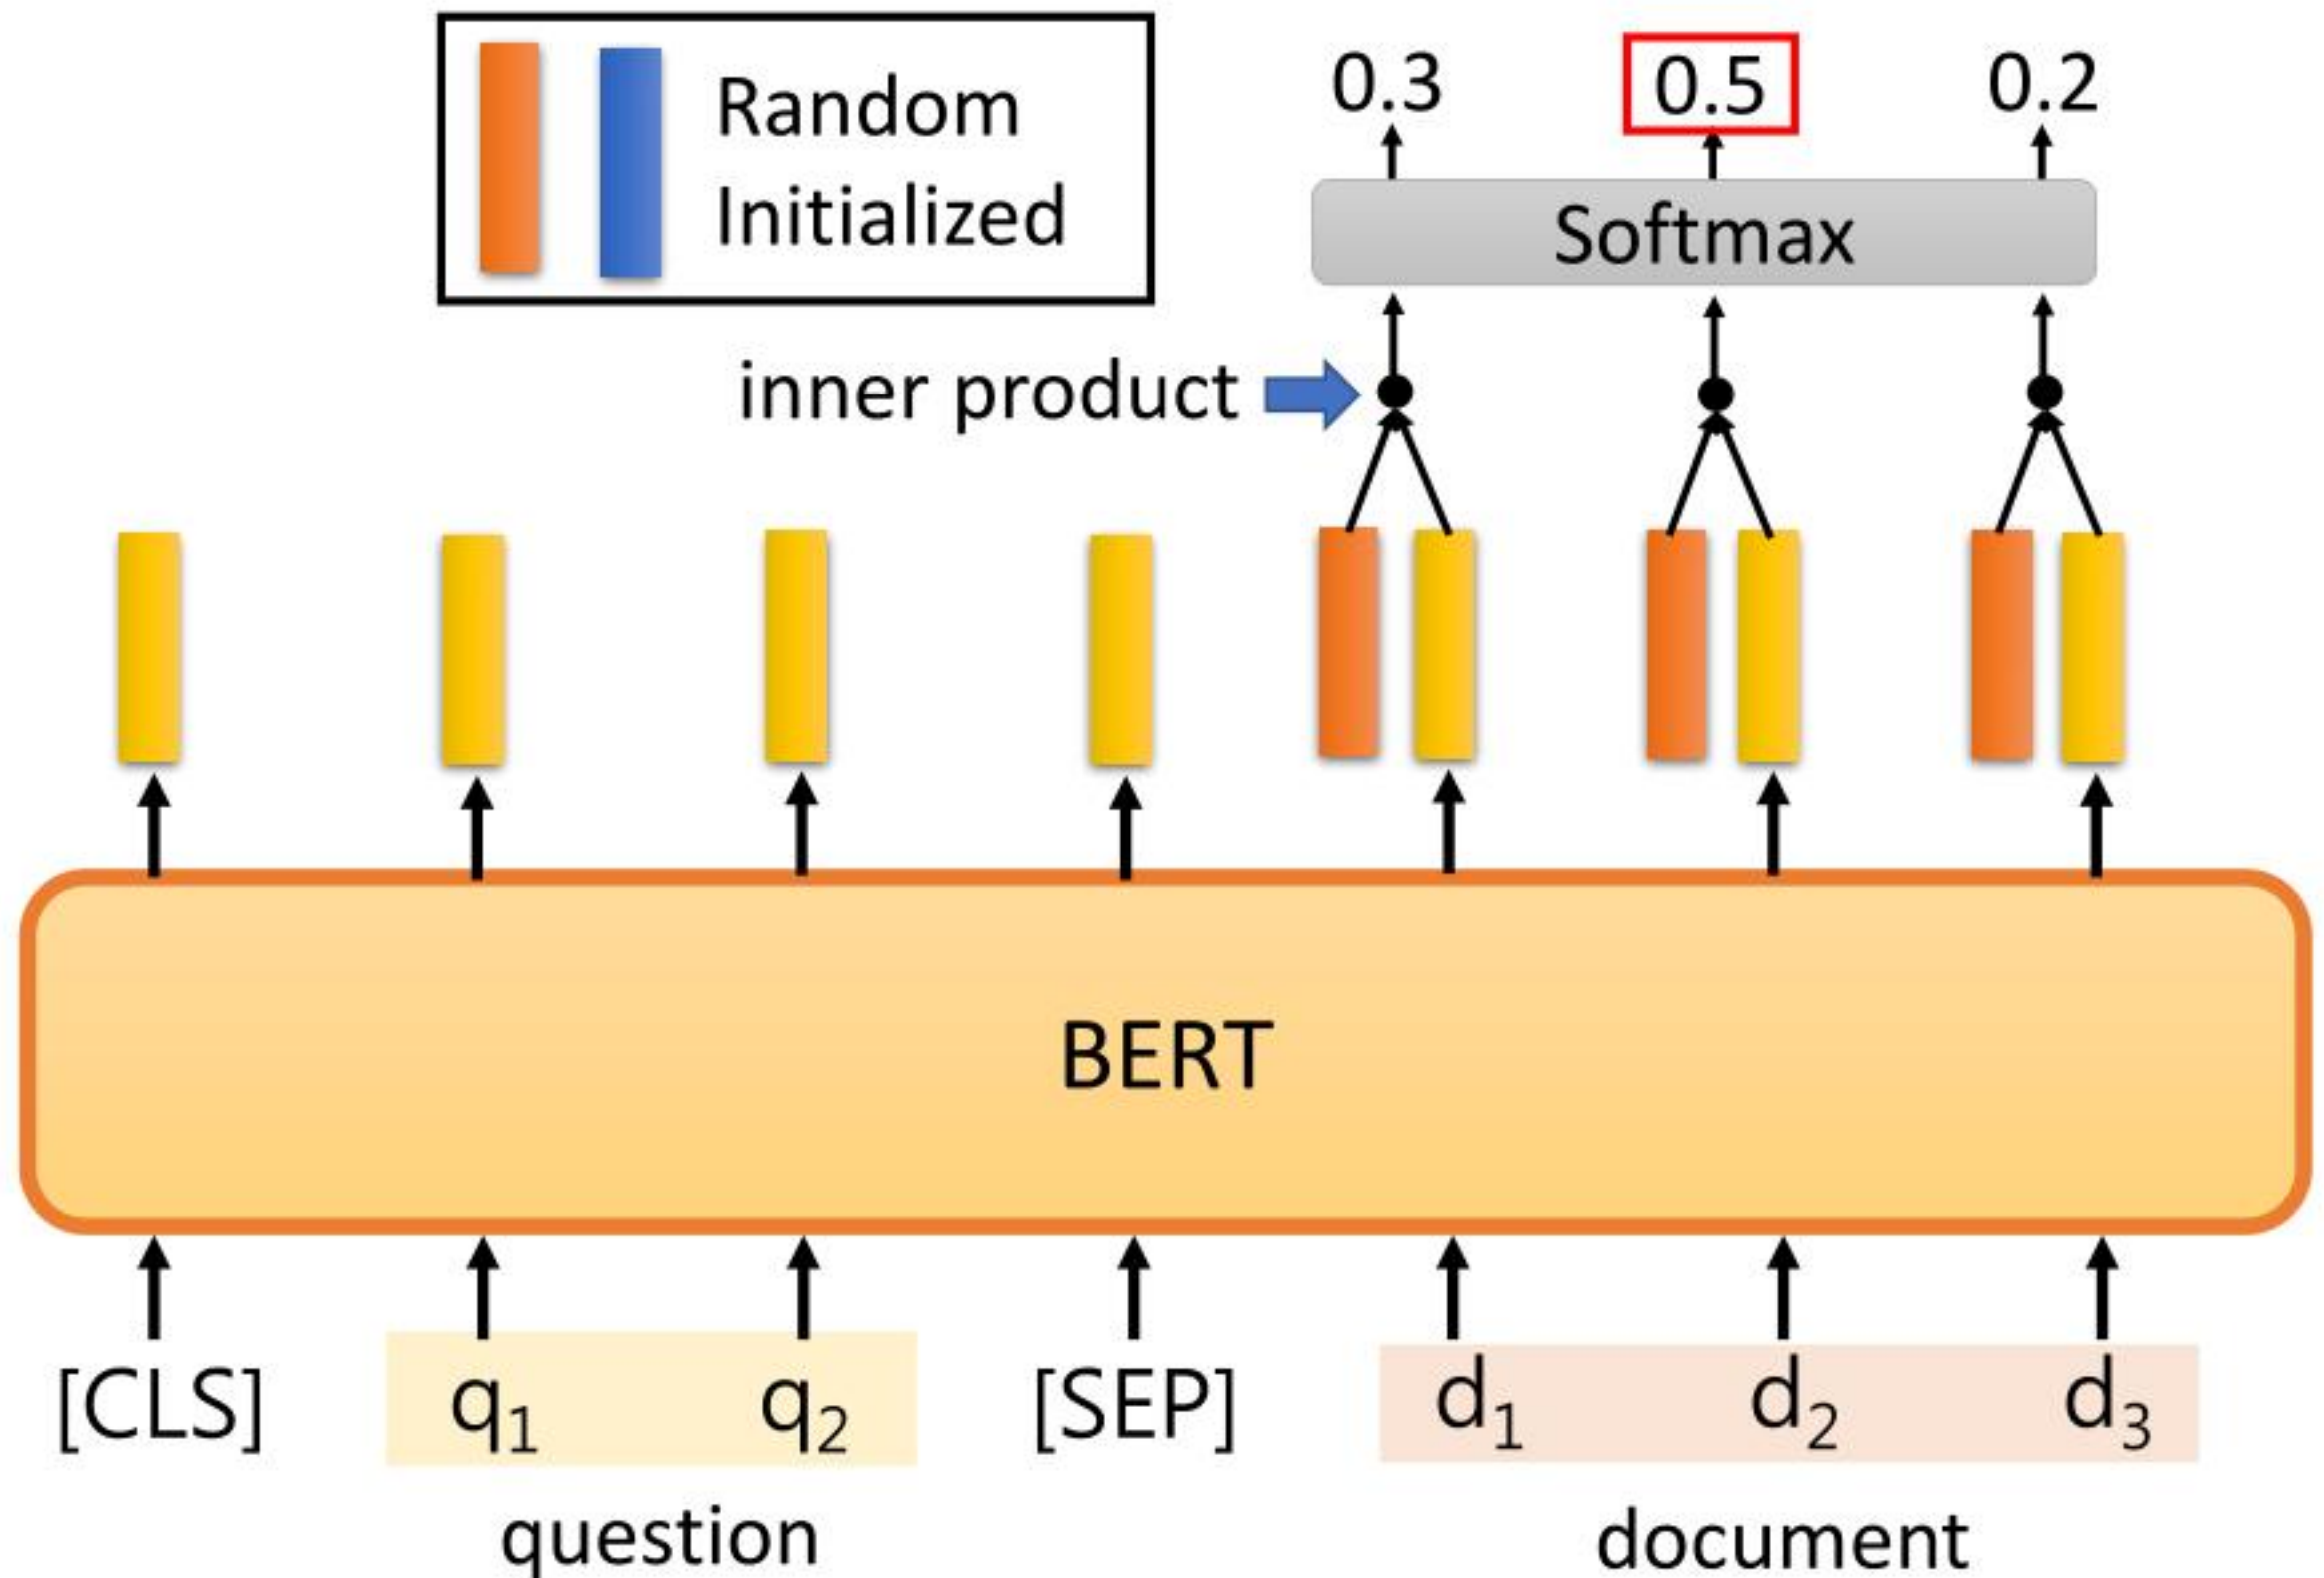 Random
Initialized
0.3 0.5 0.2
Softmax
inner product
BERT
[CLS] q₁ q₂ [SEP] d₁ d₂ d₃
question document